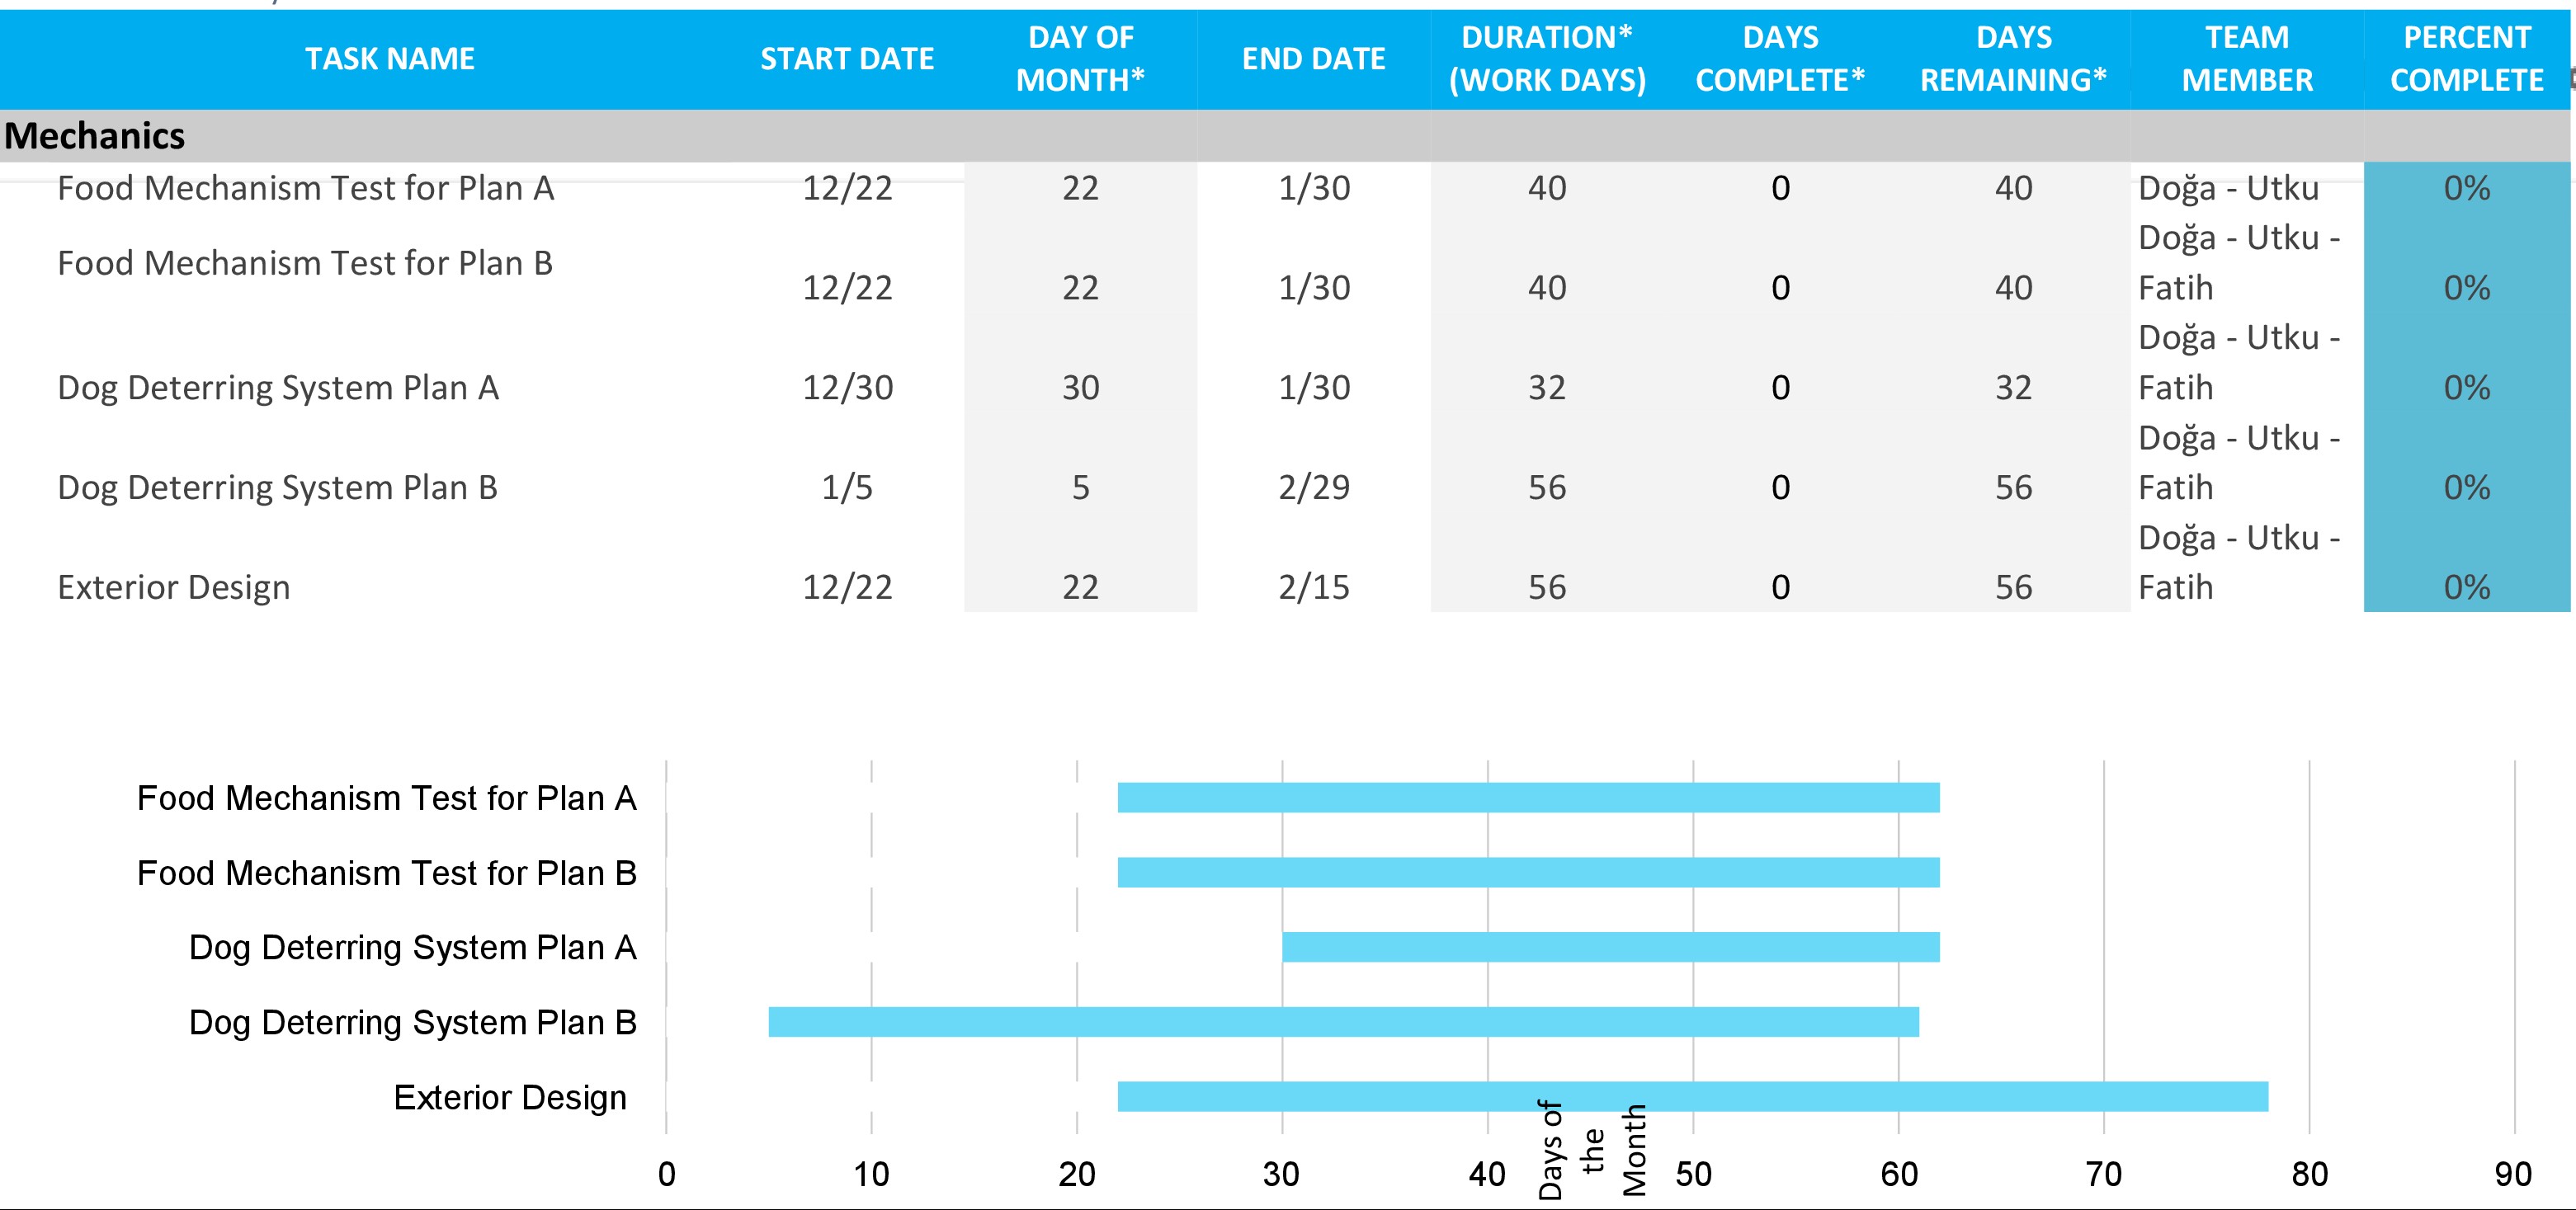 TASK NAME START DATE DAY OF MONTH* END DATE DURATION* (WORK DAYS) DAYS COMPLETE* DAYS REMAINING* TEAM MEMBER PERCENT COMPLETE
Mechanics
Food Mechanism Test for Plan A 12/22 22 1/30 40 0 40 Doğa - Utku 0%
Food Mechanism Test for Plan B 12/22 22 1/30 40 0 40 Doğa - Utku - Fatih 0%
Dog Deterring System Plan A 12/30 30 1/30 32 0 32 Doğa - Utku - Fatih 0%
Dog Deterring System Plan B 1/5 5 2/29 56 0 56 Doğa - Utku - Fatih 0%
Exterior Design 12/22 22 2/15 56 0 56 Doğa - Utku - Fatih 0%
Food Mechanism Test for Plan A
Food Mechanism Test for Plan B
Dog Deterring System Plan A
Dog Deterring System Plan B
Exterior Design
0 10 20 30 40 50 60 70 80 90
Days of
the
Month